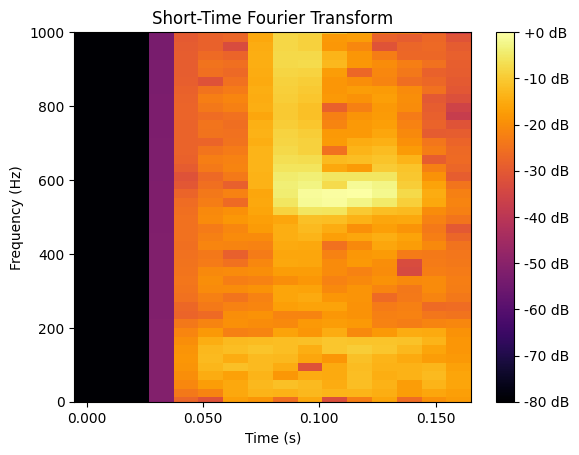 Short-Time Fourier Transform
1000
800
600
400
200
0
Frequency (Hz)
0.000
0.050
0.100
0.150
Time (s)
+0 dB
-10 dB
-20 dB
-30 dB
-40 dB
-50 dB
-60 dB
-70 dB
-80 dB